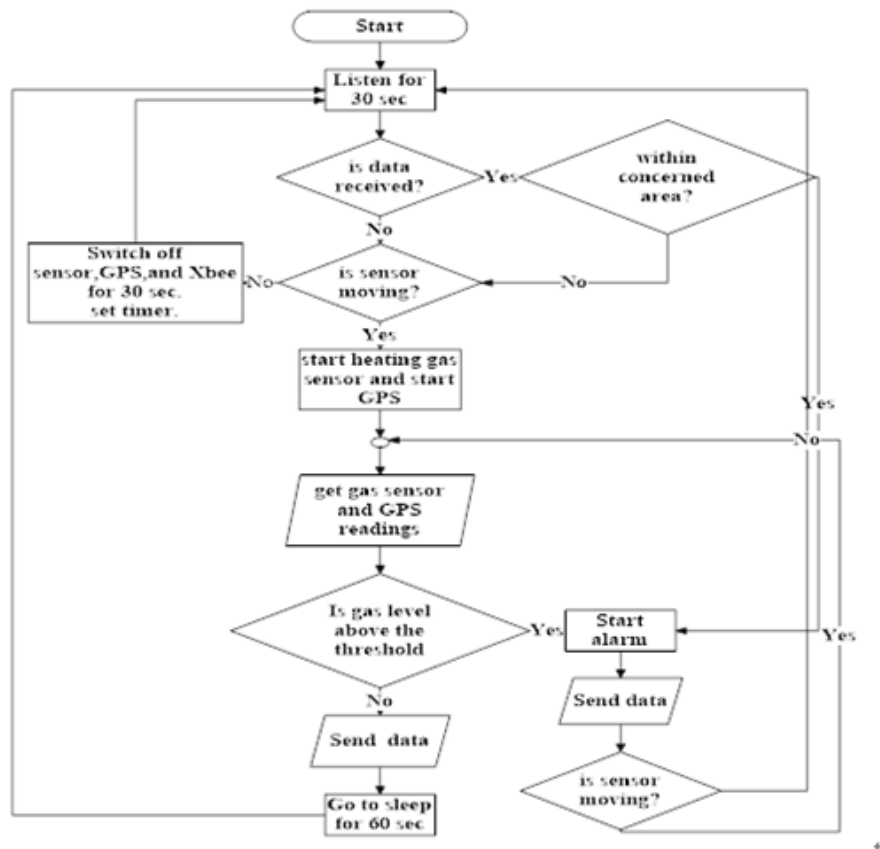 Start
Listen for
30 sec
is data
received?
Yes
within
concerned
area?
No
Switch off
sensor,GPS,and Xbee
for 30 sec.
set timer.
No
is sensor
moving?
No
Yes
start heating gas
sensor and start
GPS
Yes
No
get gas sensor
and GPS
readings
Is gas level
above the
threshold
Yes
Start
alarm
Yes
No
Send data
Send data
is sensor
moving?
Go to sleep
for 60 sec